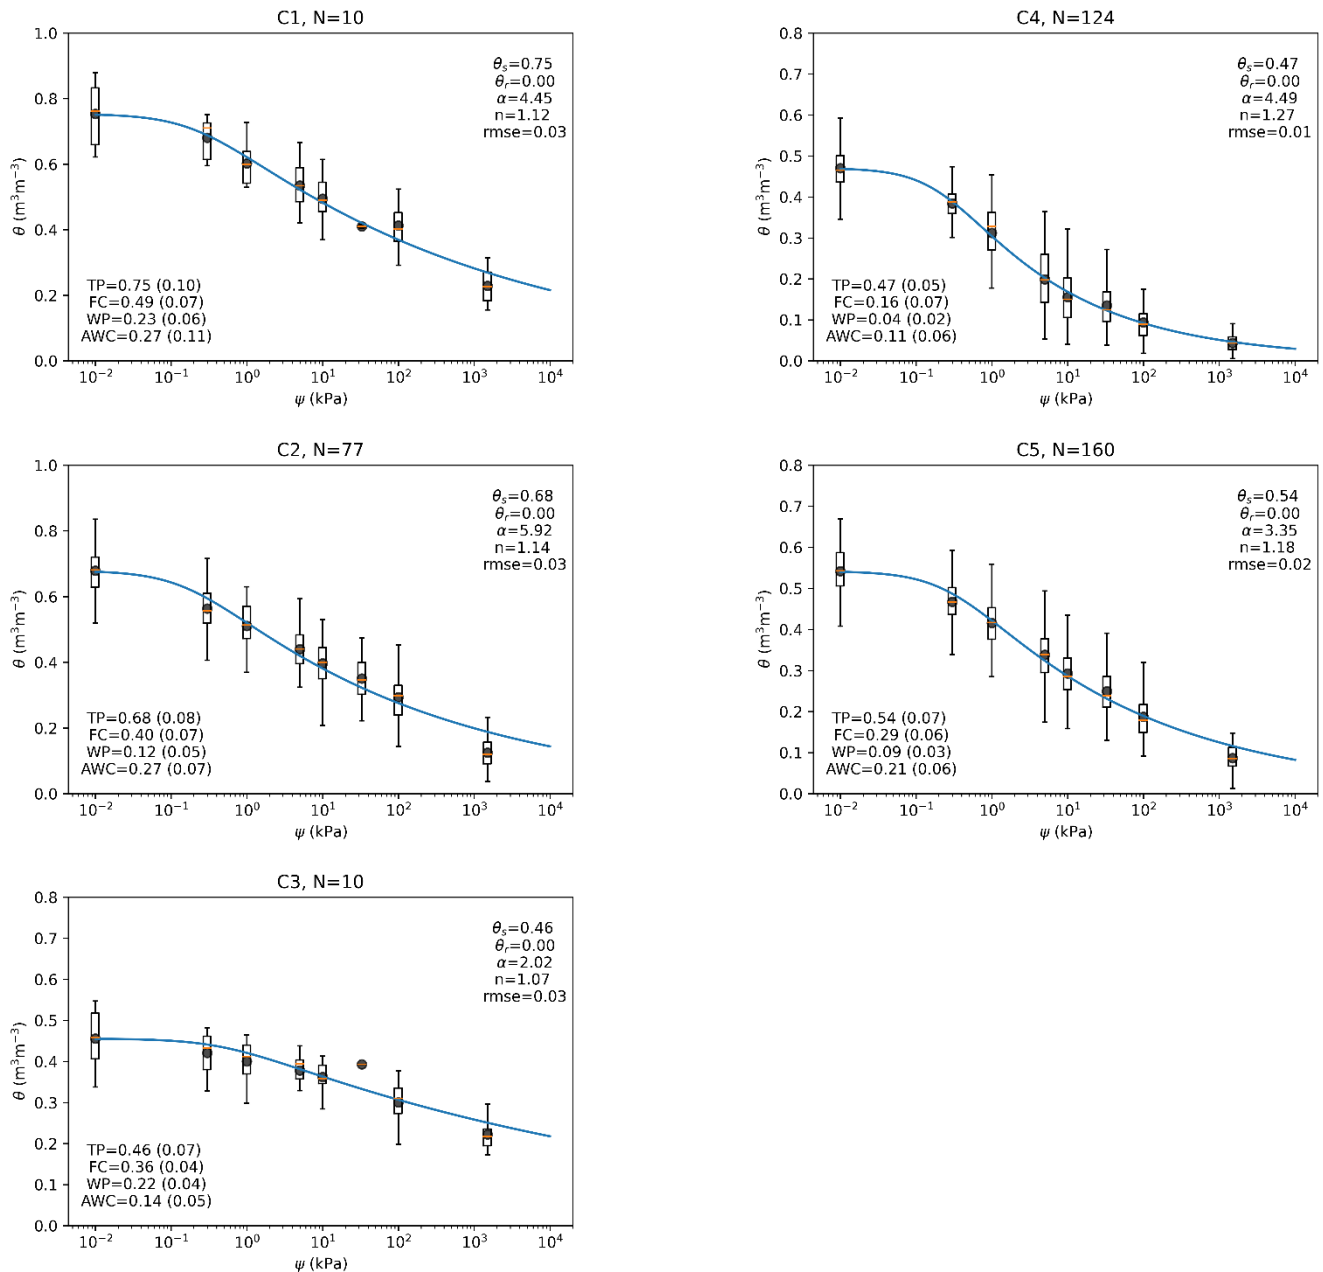 C1, N=10
θs=0.75
θr=0.00
α=4.45
n=1.12
rmse=0.03
1.0
0.8
0.6
0.4
0.2
0.0
θ (m³m⁻³)
TP=0.75 (0.10)
FC=0.49 (0.07)
WP=0.23 (0.06)
AWC=0.27 (0.11)
10⁻² 10⁻¹ 10⁰ 10¹ 10² 10³ 10⁴
ψ (kPa)
C4, N=124
θs=0.47
θr=0.00
α=4.49
n=1.27
rmse=0.01
0.8
0.7
0.6
0.5
0.4
0.3
0.2
0.1
0.0
θ (m³m⁻³)
TP=0.47 (0.05)
FC=0.16 (0.07)
WP=0.04 (0.02)
AWC=0.11 (0.06)
10⁻² 10⁻¹ 10⁰ 10¹ 10² 10³ 10⁴
ψ (kPa)
C2, N=77
θs=0.68
θr=0.00
α=5.92
n=1.14
rmse=0.03
1.0
0.8
0.6
0.4
0.2
0.0
θ (m³m⁻³)
TP=0.68 (0.08)
FC=0.40 (0.07)
WP=0.12 (0.05)
AWC=0.27 (0.07)
10⁻² 10⁻¹ 10⁰ 10¹ 10² 10³ 10⁴
ψ (kPa)
C5, N=160
θs=0.54
θr=0.00
α=3.35
n=1.18
rmse=0.02
0.8
0.7
0.6
0.5
0.4
0.3
0.2
0.1
0.0
θ (m³m⁻³)
TP=0.54 (0.07)
FC=0.29 (0.06)
WP=0.09 (0.03)
AWC=0.21 (0.06)
10⁻² 10⁻¹ 10⁰ 10¹ 10² 10³ 10⁴
ψ (kPa)
C3, N=10
θs=0.46
θr=0.00
α=2.02
n=1.07
rmse=0.03
0.8
0.7
0.6
0.5
0.4
0.3
0.2
0.1
0.0
θ (m³m⁻³)
TP=0.46 (0.07)
FC=0.36 (0.04)
WP=0.22 (0.04)
AWC=0.14 (0.05)
10⁻² 10⁻¹ 10⁰ 10¹ 10² 10³ 10⁴
ψ (kPa)